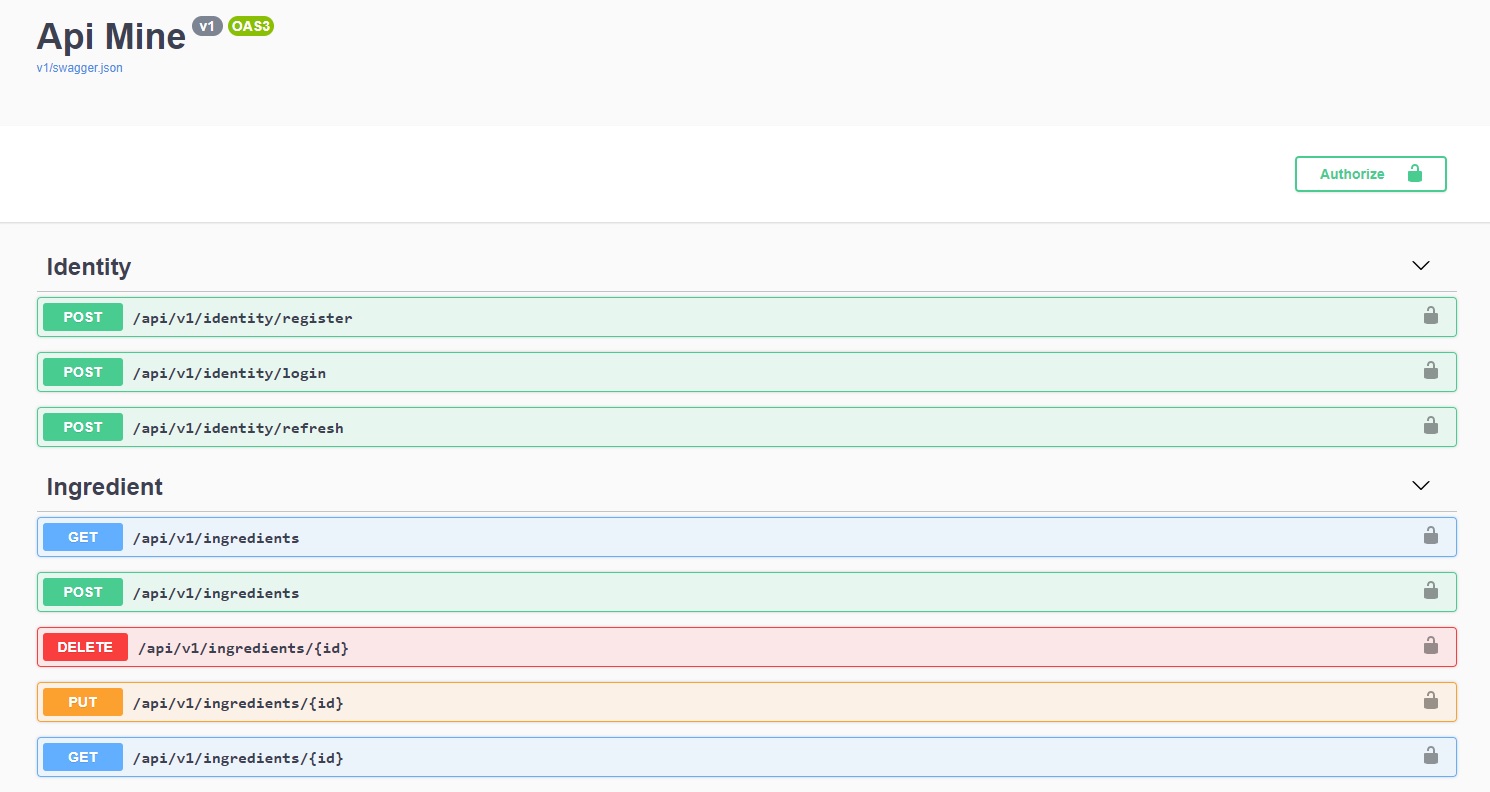 Api Mine v1 OAS3
v1/swagger.json
Authorize
Identity
POST /api/v1/identity/register
POST /api/v1/identity/login
POST /api/v1/identity/refresh
Ingredient
GET /api/v1/ingredients
POST /api/v1/ingredients
DELETE /api/v1/ingredients/{id}
PUT /api/v1/ingredients/{id}
GET /api/v1/ingredients/{id}